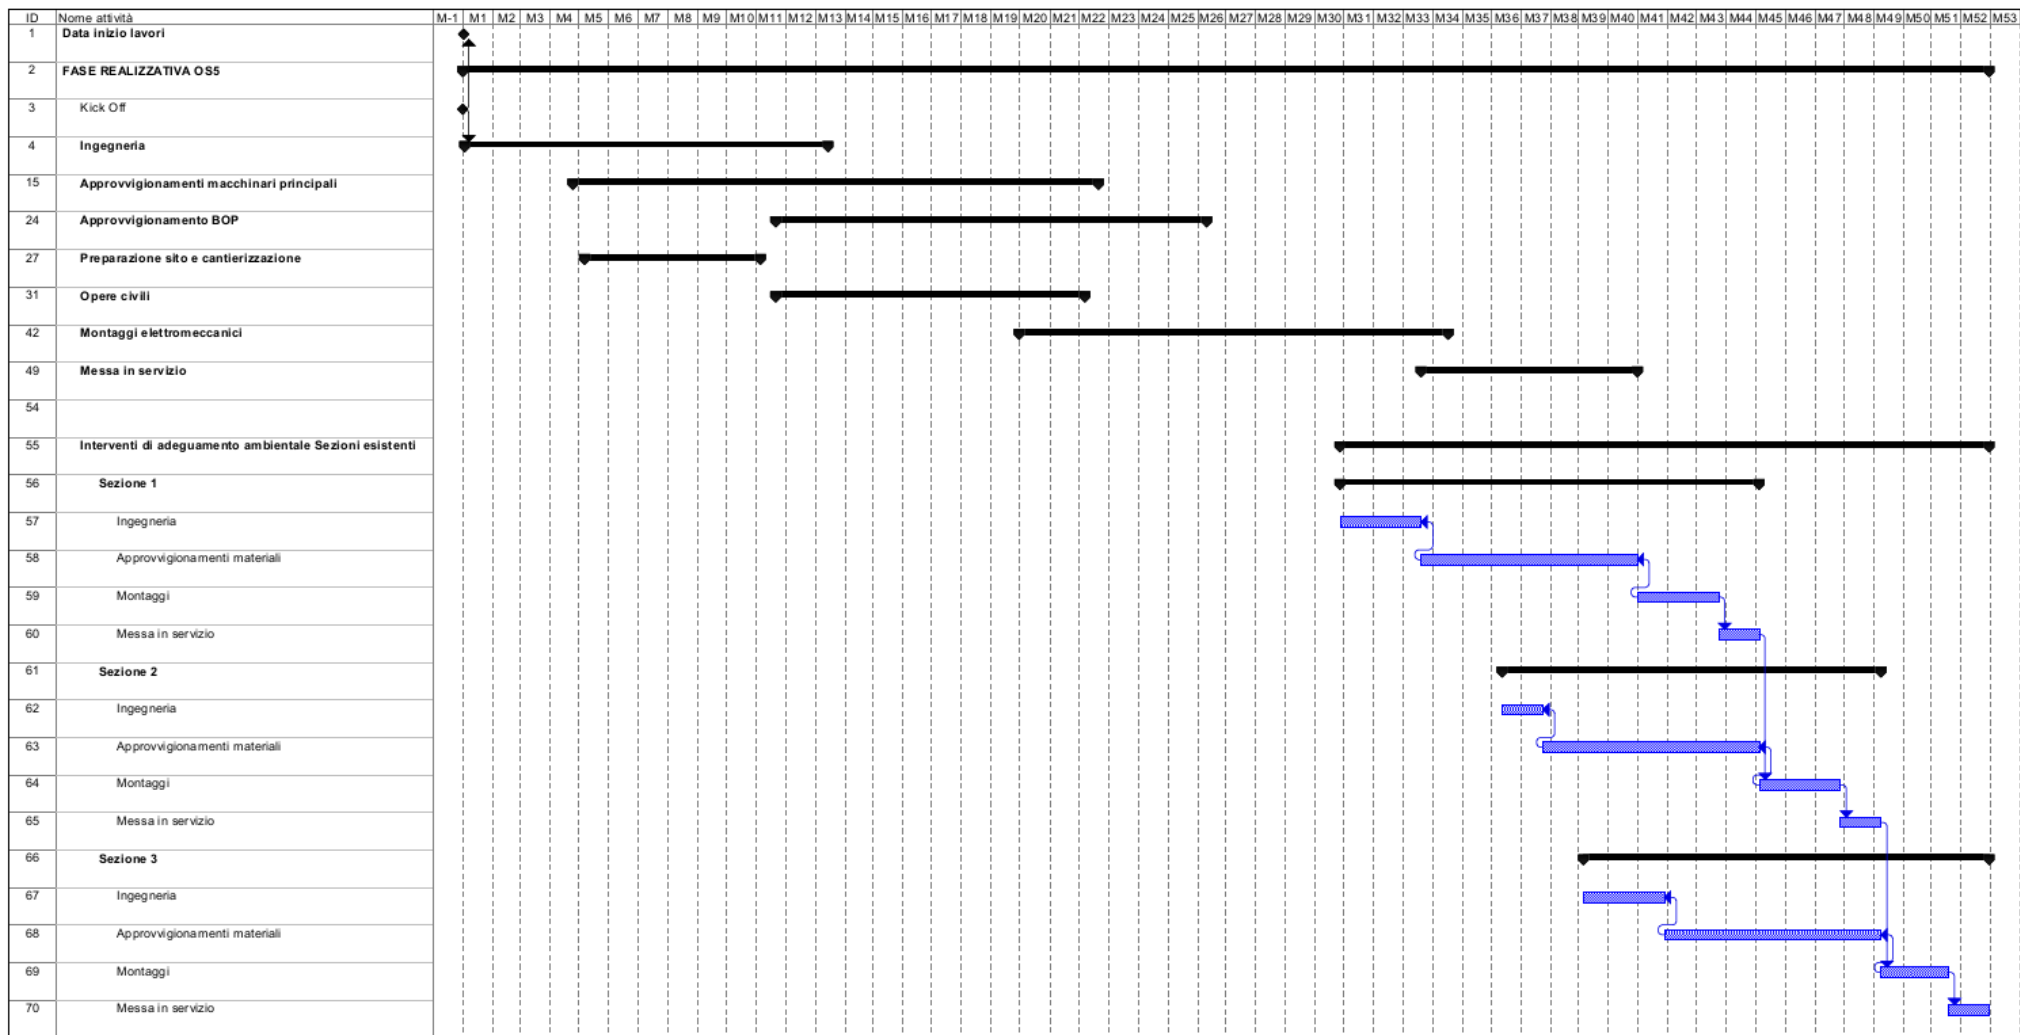 ID Nome attività M-1 M1 M2 M3 M4 M5 M6 M7 M8 M9 M10 M11 M12 M13 M14 M15 M16 M17 M18 M19 M20 M21 M22 M23 M24 M25 M26 M27 M28 M29 M30 M31 M32 M33 M34 M35 M36 M37 M38 M39 M40 M41 M42 M43 M44 M45 M46 M47 M48 M49 M50 M51 M52 M53
1 Data inizio lavori
2 FASE REALIZZATIVA OS5
3 Kick Off
4 Ingegneria
15 Approvvigionamenti macchinari principali
24 Approvvigionamento BOP
27 Preparazione sito e cantierizzazione
31 Opere civili
42 Montaggi elettromeccanici
49 Messa in servizio
54
55 Interventi di adeguamento ambientale Sezioni esistenti
56 Sezione 1
57 Ingegneria
58 Approvvigionamenti materiali
59 Montaggi
60 Messa in servizio
61 Sezione 2
62 Ingegneria
63 Approvvigionamenti materiali
64 Montaggi
65 Messa in servizio
66 Sezione 3
67 Ingegneria
68 Approvvigionamenti materiali
69 Montaggi
70 Messa in servizio